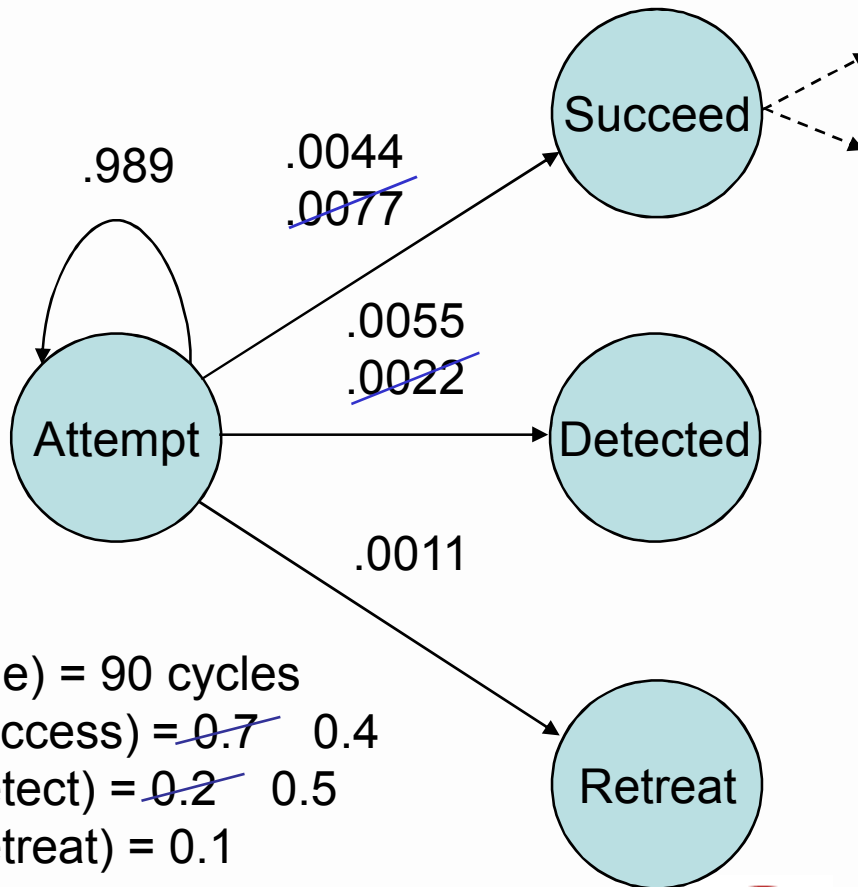 Succeed
.989
.0044
.0077
.0055
.0022
Attempt
Detected
.0011
e) = 90 cycles
ccess) = 0.7 0.4
tect) = 0.2 0.5
treat) = 0.1
Retreat